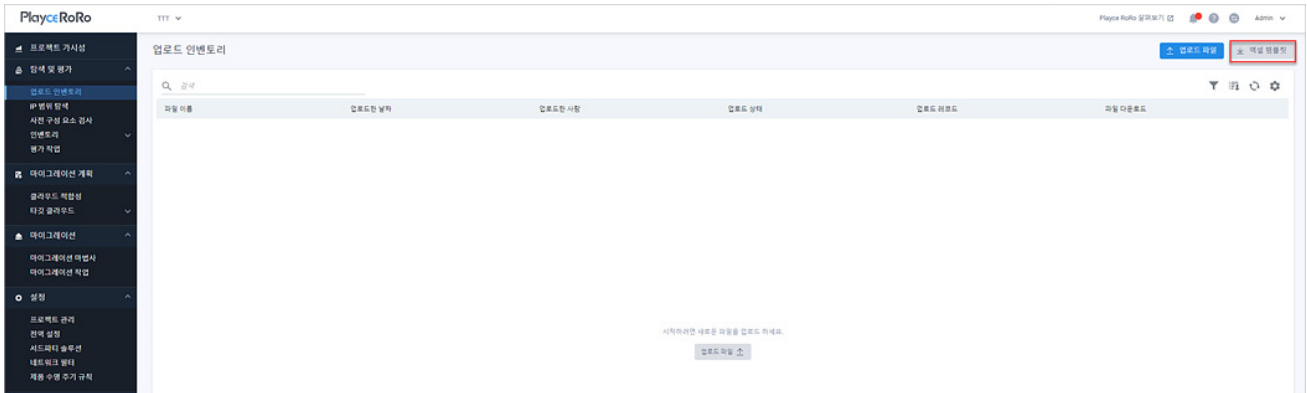 PlayceRoRo
TTT
Playce RoRo 살펴보기
Admin
프로젝트 가시성
탐색 및 평가
업로드 인벤토리
IP 범위 탐색
사전 구성 요소 검사
인벤토리
평가 작업
마이그레이션 계획
클라우드 적합성
타깃 클라우드
마이그레이션
마이그레이션 마법사
마이그레이션 작업
설정
프로젝트 관리
전역 설정
써드파티 솔루션
네트워크 필터
제품 수명 주기 규칙
업로드 인벤토리
업로드 파일
엑셀 템플릿
검색
파일 이름 업로드한 날짜 업로드한 사람 업로드 상태 업로드 레코드 파일 다운로드
시작하려면 새로운 파일을 업로드 하세요.
업로드 파일